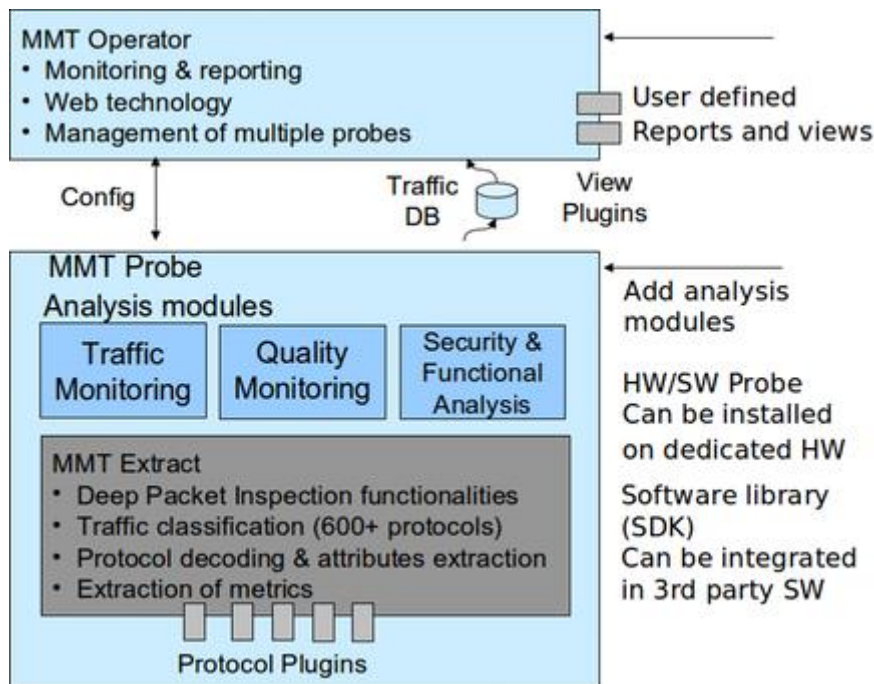 MMT Operator
• Monitoring & reporting
• Web technology
• Management of multiple probes
User defined
Reports and views
Config
Traffic
DB
View
Plugins
MMT Probe
Analysis modules
Traffic
Monitoring
Quality
Monitoring
Security &
Functional
Analysis
Add analysis
modules
HW/SW Probe
Can be installed
on dedicated HW
Software library
(SDK)
Can be integrated
in 3rd party SW
MMT Extract
• Deep Packet Inspection functionalities
• Traffic classification (600+ protocols)
• Protocol decoding & attributes extraction
• Extraction of metrics
Protocol Plugins